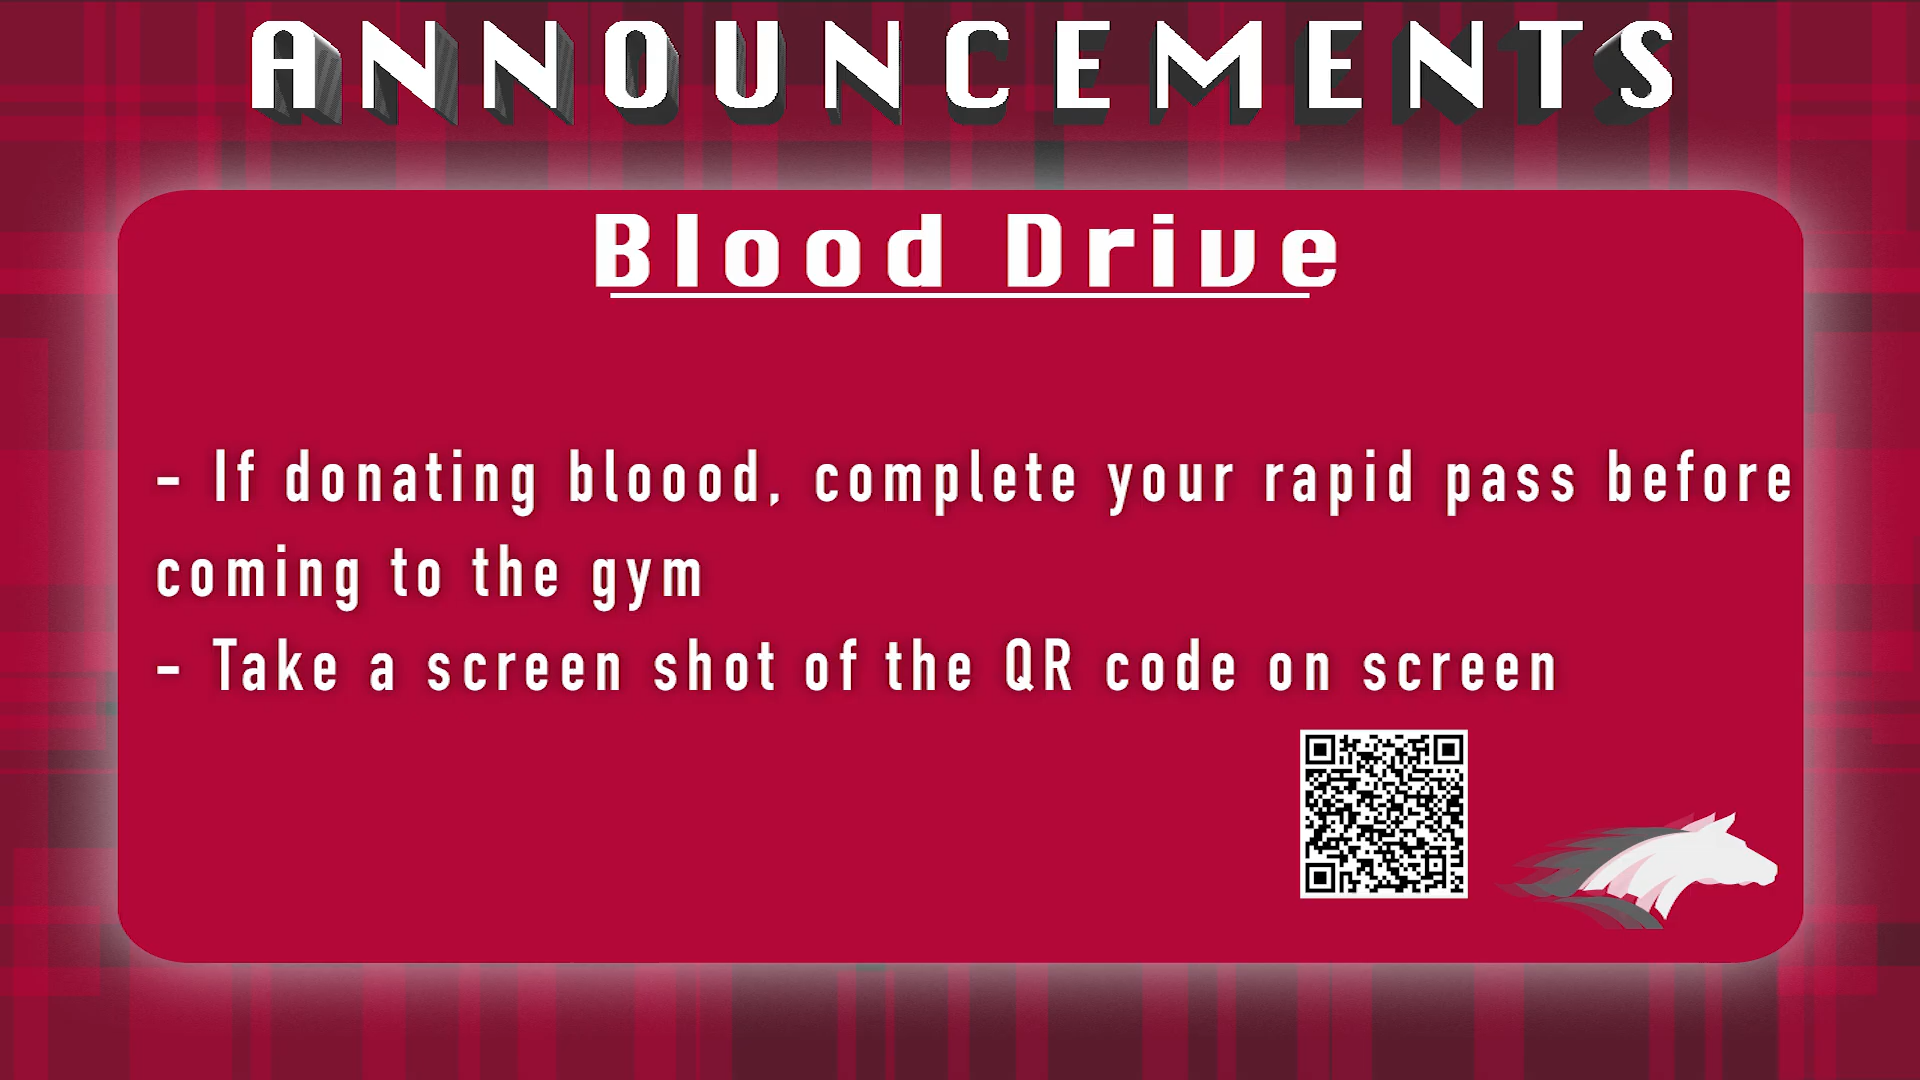 ANNOUNCEMENTS
Blood Drive
- If donating bloood, complete your rapid pass before
coming to the gym
- Take a screen shot of the QR code on screen